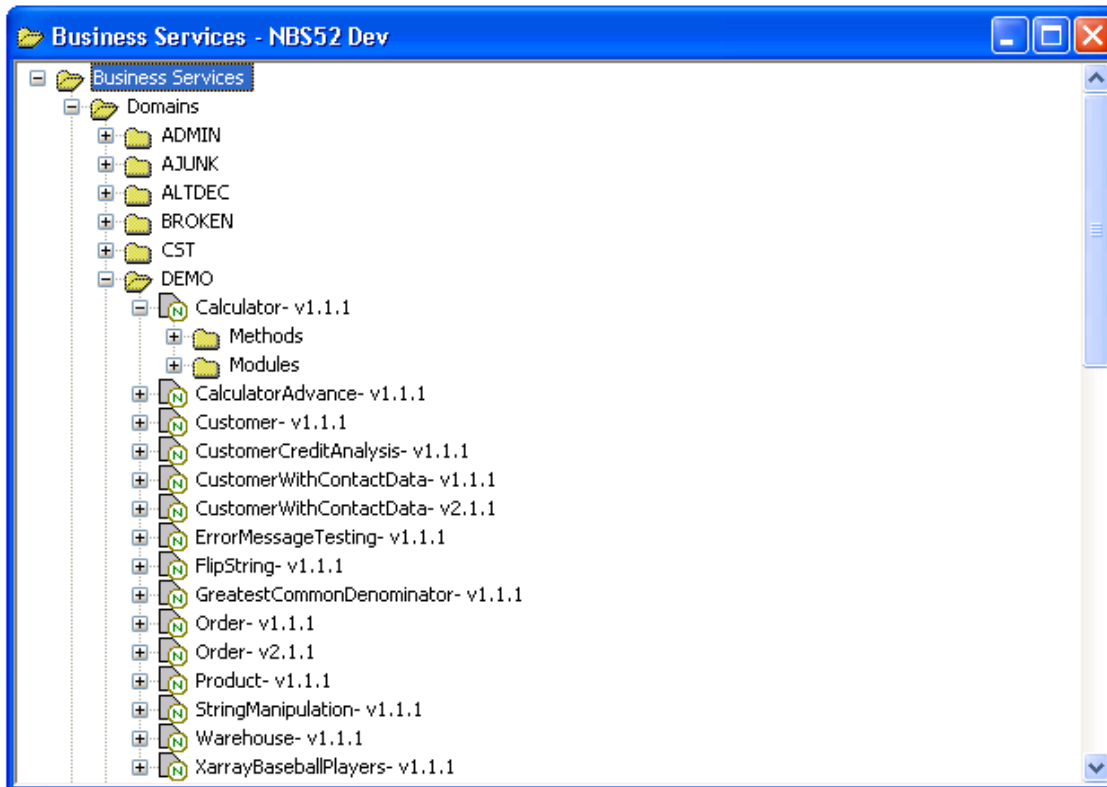 Business Services - NBS52 Dev
Business Services
Domains
ADMIN
AJUNK
ALTDEC
BROKEN
CST
DEMO
Calculator- v1.1.1
Methods
Modules
CalculatorAdvance- v1.1.1
Customer- v1.1.1
CustomerCreditAnalysis- v1.1.1
CustomerWithContactData- v1.1.1
CustomerWithContactData- v2.1.1
ErrorMessageTesting- v1.1.1
FlipString- v1.1.1
GreatestCommonDenominator- v1.1.1
Order- v1.1.1
Order- v2.1.1
Product- v1.1.1
StringManipulation- v1.1.1
Warehouse- v1.1.1
XarrayBaseballPlayers- v1.1.1